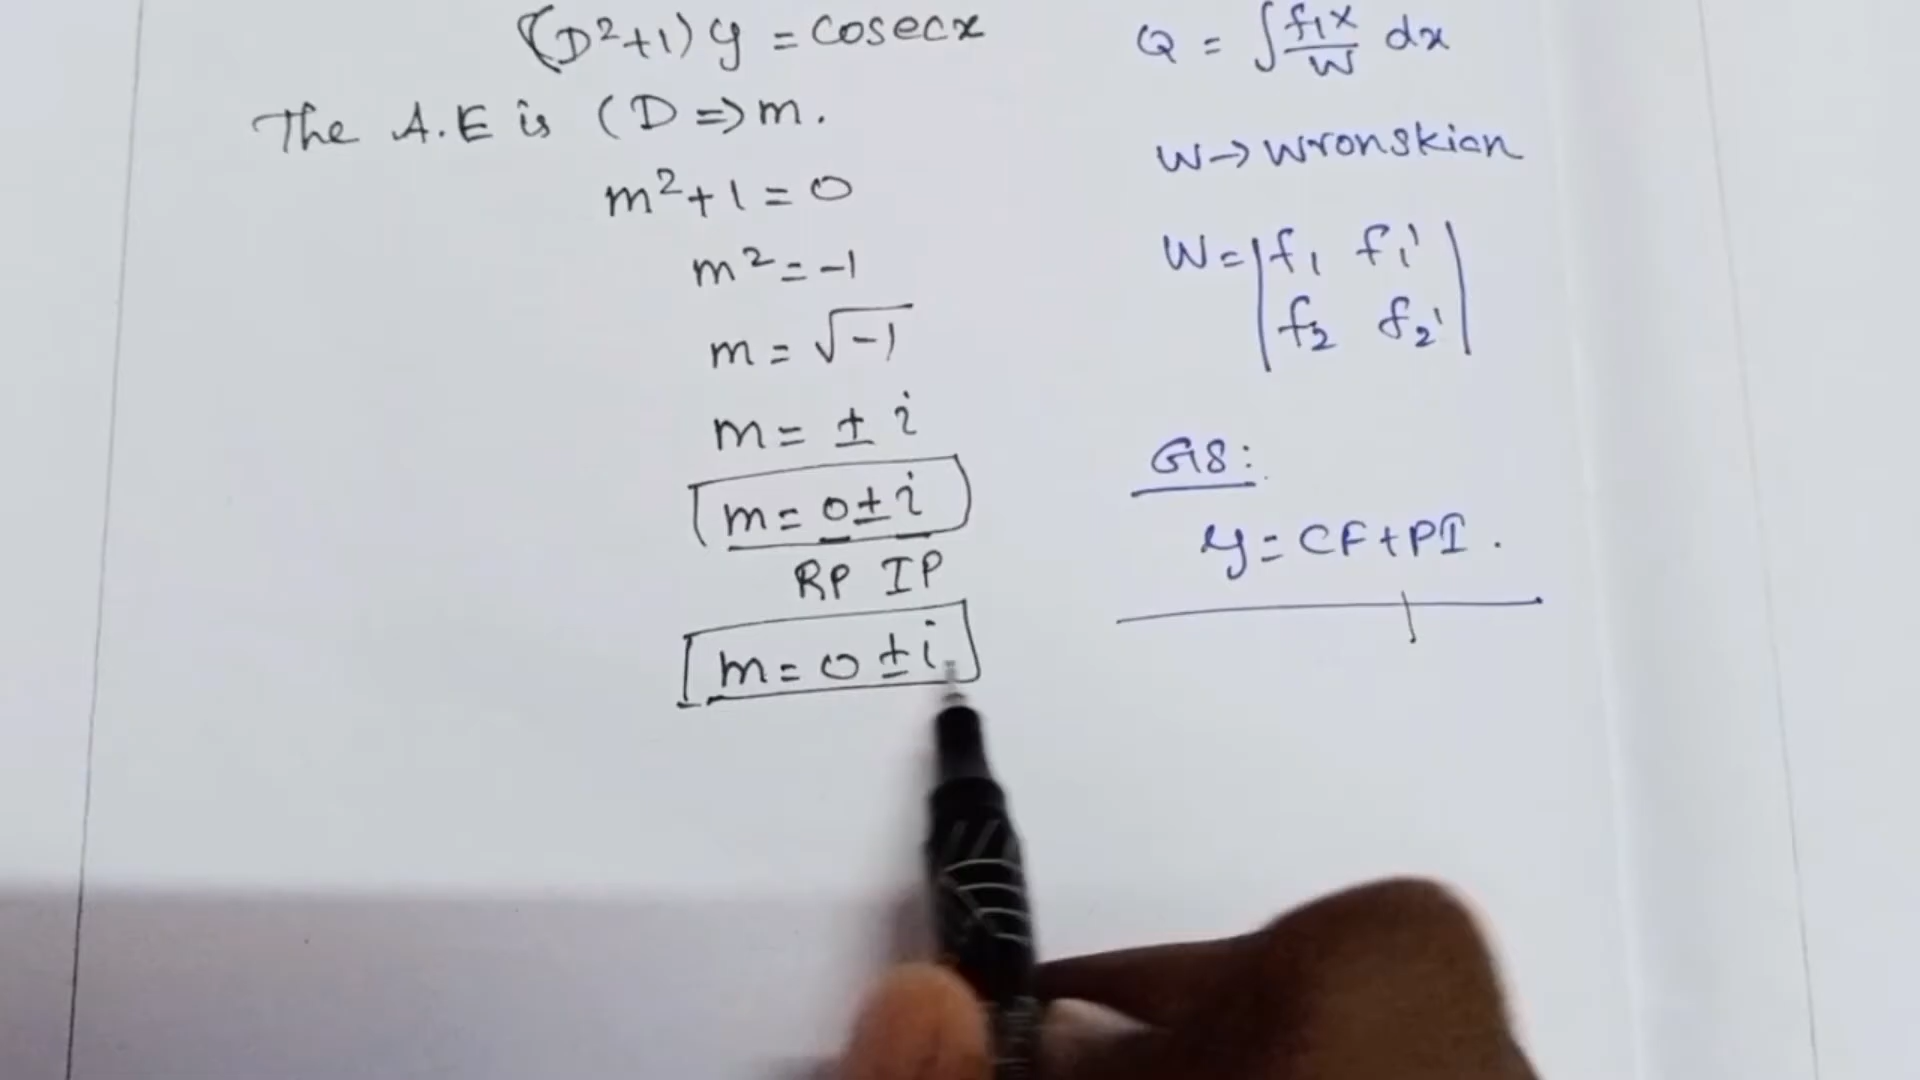 (D²+1) y = cosecx
The A.E is (D ⇒ m.
m²+1=0
m²=-1
m = √-1
m = ± i
m = 0 ± i
RP IP
m = 0 ± i
Q = ∫ f₁x/W dx
W→ Wronskian
W = | f₁ f₁' |
| f₂ f₂' |
GS:
y = CF+PI.